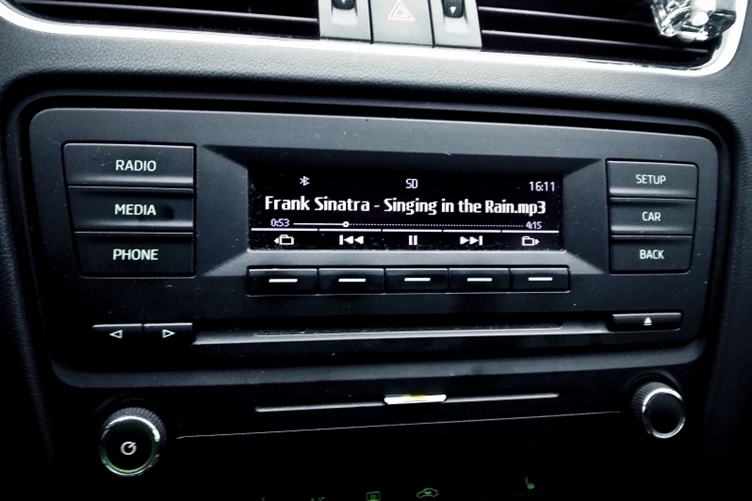 RADIO
MEDIA
PHONE
SD 16:11
Frank Sinatra - Singing in the Rain.mp3
0:53 4:15
SETUP
CAR
BACK